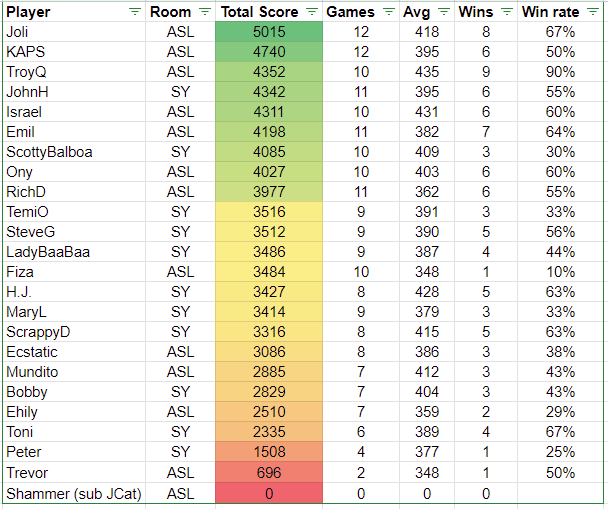 Player Room Total Score Games Avg Wins Win rate
Joli ASL 5015 12 418 8 67%
KAPS ASL 4740 12 395 6 50%
TroyQ ASL 4352 10 435 9 90%
JohnH SY 4342 11 395 6 55%
Israel ASL 4311 10 431 6 60%
Emil ASL 4198 11 382 7 64%
ScottyBalboa SY 4085 10 409 3 30%
Ony ASL 4027 10 403 6 60%
RichD ASL 3977 11 362 6 55%
TemiO SY 3516 9 391 3 33%
SteveG SY 3512 9 390 5 56%
LadyBaaBaa SY 3486 9 387 4 44%
Fiza ASL 3484 10 348 1 10%
H.J. SY 3427 8 428 5 63%
MaryL SY 3414 9 379 3 33%
ScrappyD SY 3316 8 415 5 63%
Ecstatic ASL 3086 8 386 3 38%
Mundito ASL 2885 7 412 3 43%
Bobby SY 2829 7 404 3 43%
Ehily ASL 2510 7 359 2 29%
Toni SY 2335 6 389 4 67%
Peter SY 1508 4 377 1 25%
Trevor ASL 696 2 348 1 50%
Shammer (sub JCat) ASL 0 0 0 0